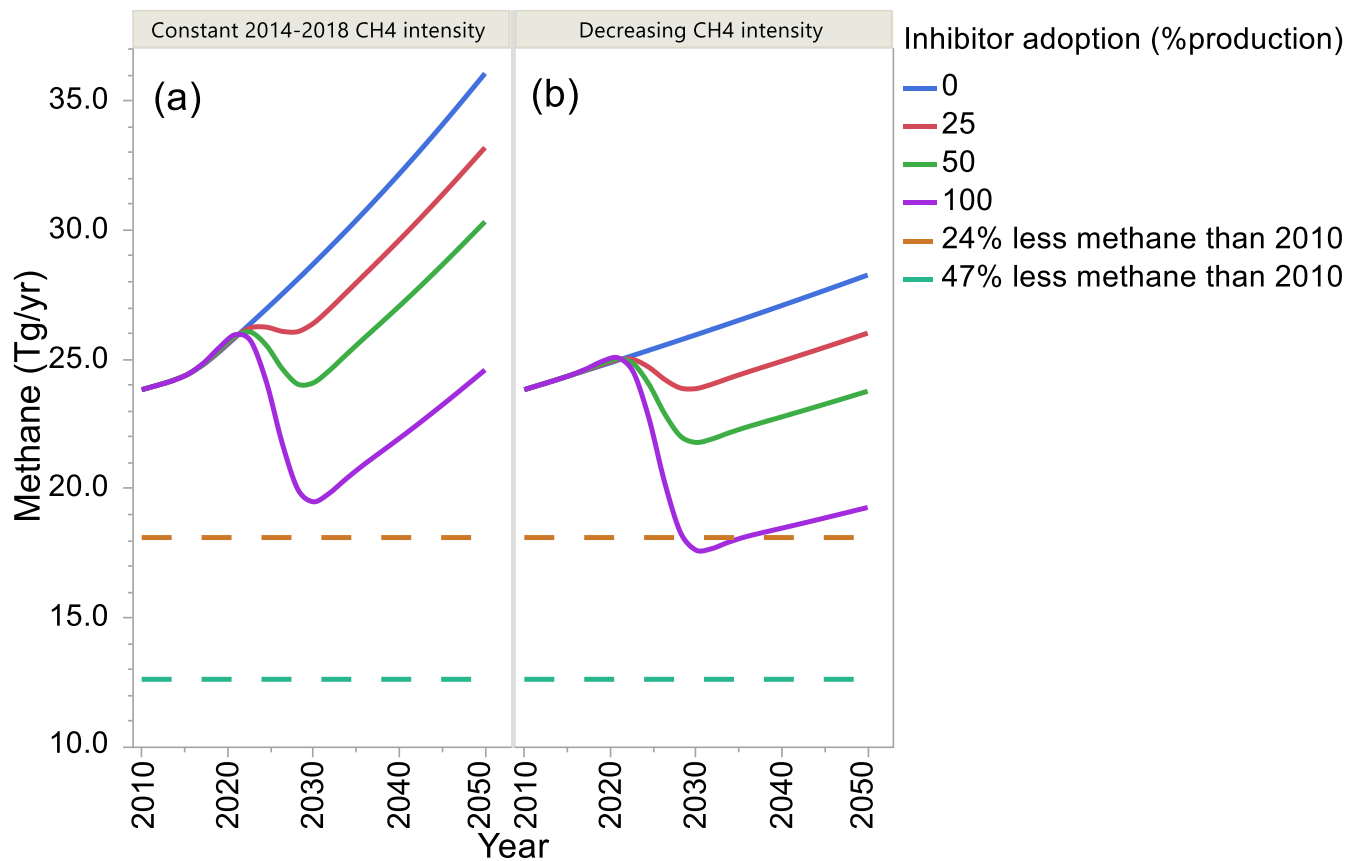 Constant 2014-2018 CH4 intensity
Decreasing CH4 intensity
(a)
(b)
Inhibitor adoption (%production)
0
25
50
100
24% less methane than 2010
47% less methane than 2010
Methane (Tg/yr)
35.0
30.0
25.0
20.0
15.0
10.0
2010
2020
2030
2040
2050
2010
2020
2030
2040
2050
Year